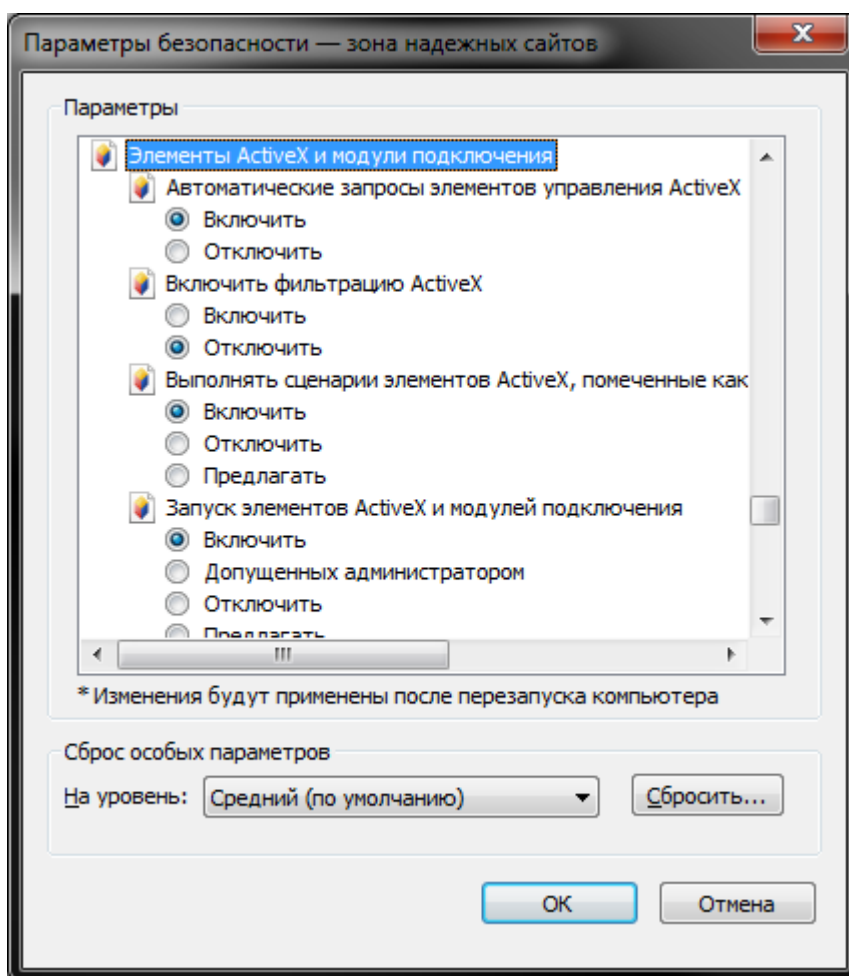 Параметры безопасности — зона надежных сайтов
Параметры
Элементы ActiveX и модули подключения
Автоматические запросы элементов управления ActiveX
Включить
Отключить
Включить фильтрацию ActiveX
Включить
Отключить
Выполнять сценарии элементов ActiveX, помеченные как
Включить
Отключить
Предлагать
Запуск элементов ActiveX и модулей подключения
Включить
Допущенных администратором
Отключить
Предлагать
* Изменения будут применены после перезапуска компьютера
Сброс особых параметров
На уровень: Средний (по умолчанию) Сбросить...
ОК Отмена